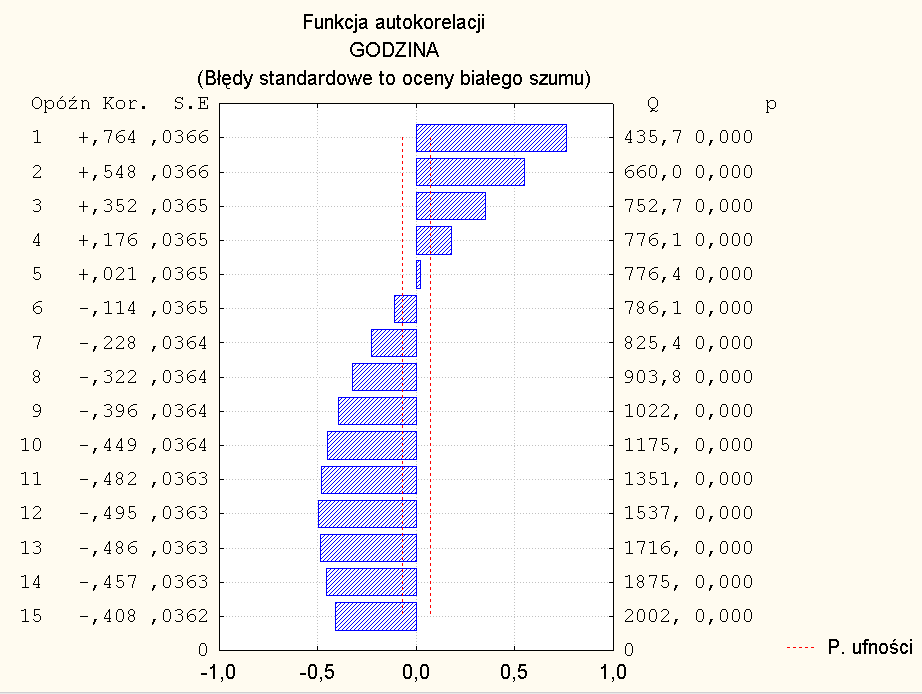 Funkcja autokorelacji
GODZINA
(Błędy standardowe to oceny białego szumu)
Opóźn Kor. S.E Q p
1 +,764 ,0366 435,7 0,000
2 +,548 ,0366 660,0 0,000
3 +,352 ,0365 752,7 0,000
4 +,176 ,0365 776,1 0,000
5 +,021 ,0365 776,4 0,000
6 -,114 ,0365 786,1 0,000
7 -,228 ,0364 825,4 0,000
8 -,322 ,0364 903,8 0,000
9 -,396 ,0364 1022, 0,000
10 -,449 ,0364 1175, 0,000
11 -,482 ,0363 1351, 0,000
12 -,495 ,0363 1537, 0,000
13 -,486 ,0363 1716, 0,000
14 -,457 ,0363 1875, 0,000
15 -,408 ,0362 2002, 0,000
0 0
-1,0 -0,5 0,0 0,5 1,0
P. ufności